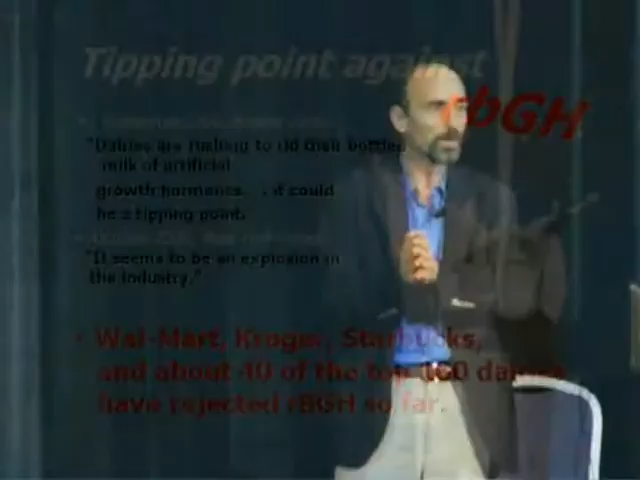 Tipping point against
rbGH
"Dairies are rushing to rid their bottled
milk of artificial
growth hormones. . . it could
be a tipping point.
"It seems to be an explosion in
the industry."
• Wal-Mart, Kroger, Starbucks,
and about 40 of the top 100 dairies
have rejected rBGH so far.